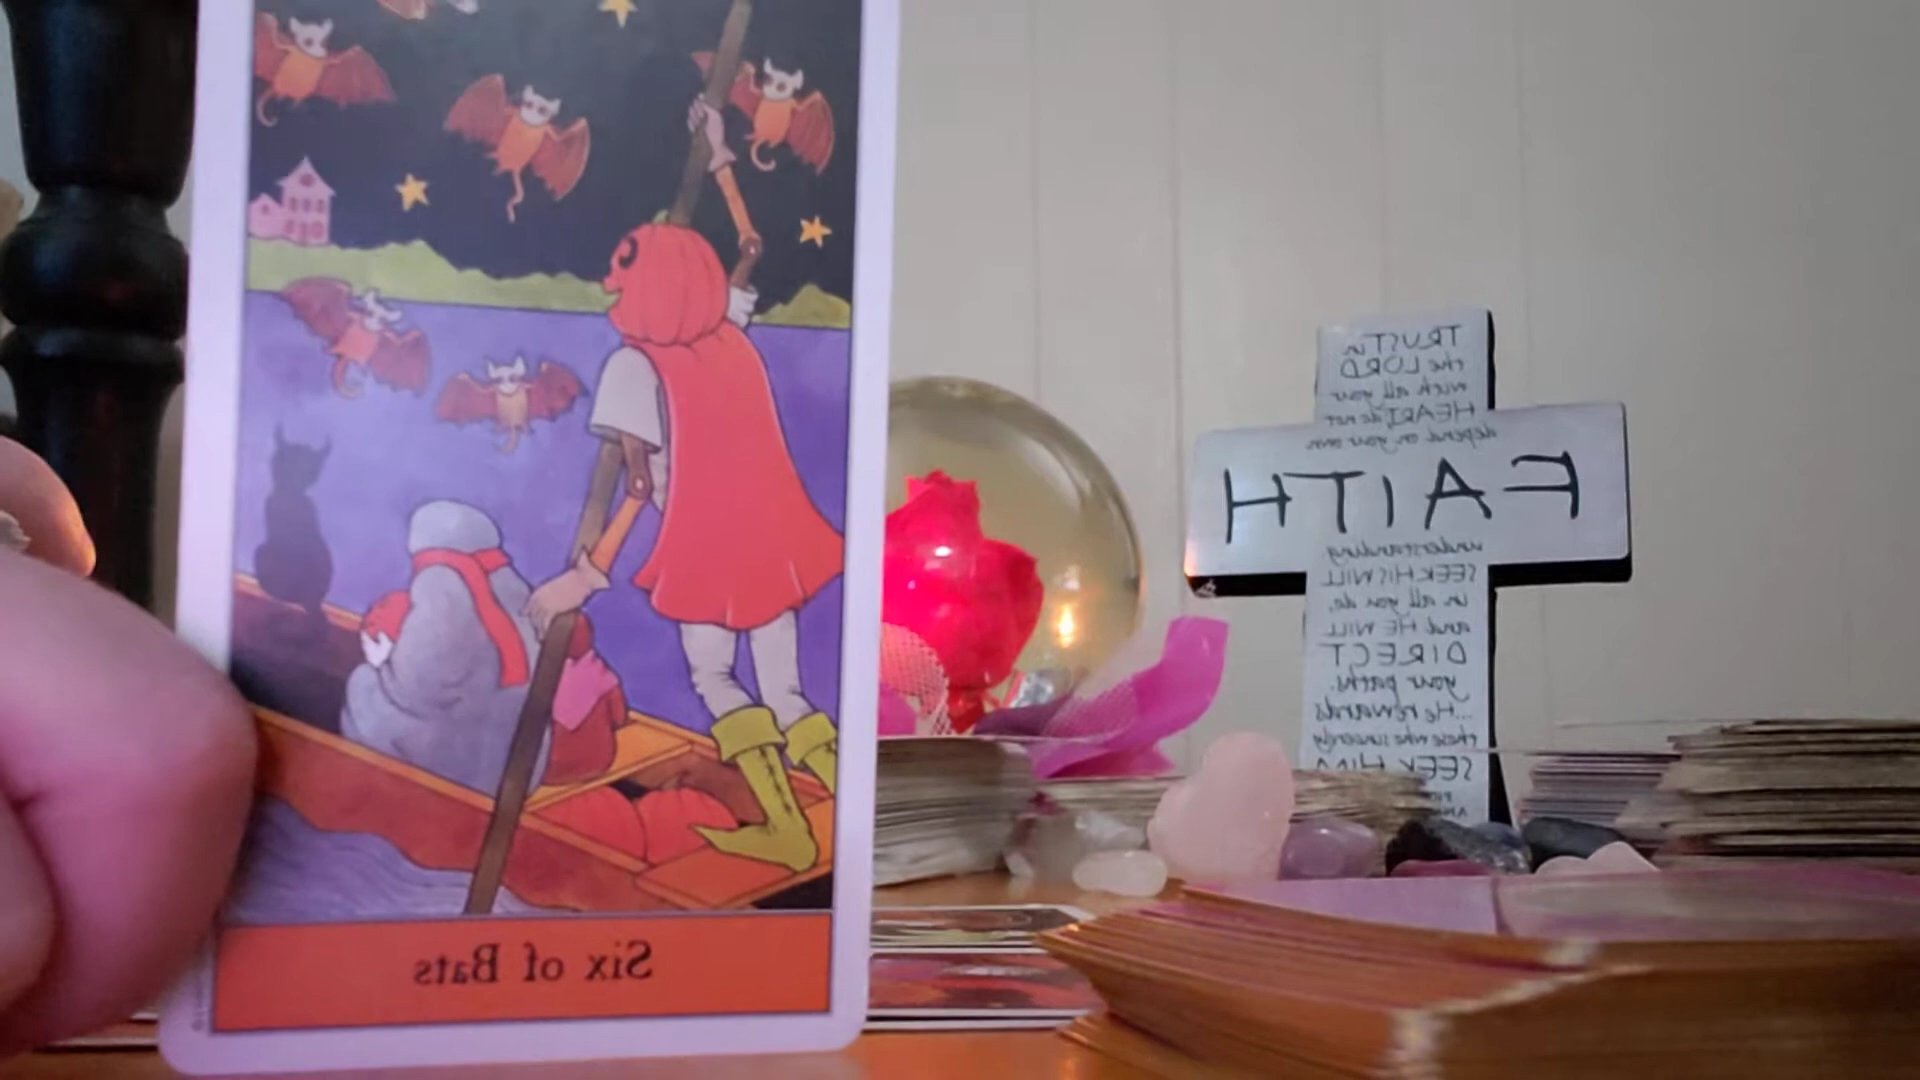 Six of Bats
TRUST in
the LORD
with all your
HEART, do not
depend on your own
FAITH
understanding.
SEEK HIS WILL
in all you do,
and HE WILL
DIRECT
your paths.
...He rewards
those who sincerely
SEEK HIM